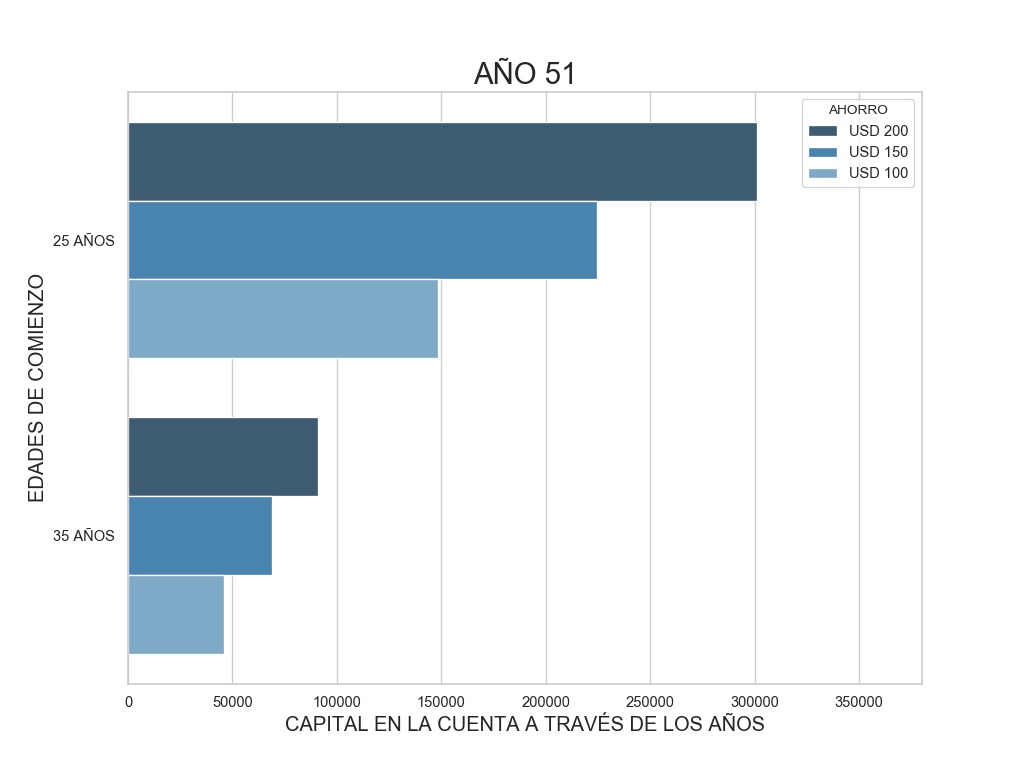 AÑO 51
AHORRO
USD 200
USD 150
USD 100
EDADES DE COMIENZO
25 AÑOS
35 AÑOS
0 50000 100000 150000 200000 250000 300000 350000
CAPITAL EN LA CUENTA A TRAVÉS DE LOS AÑOS